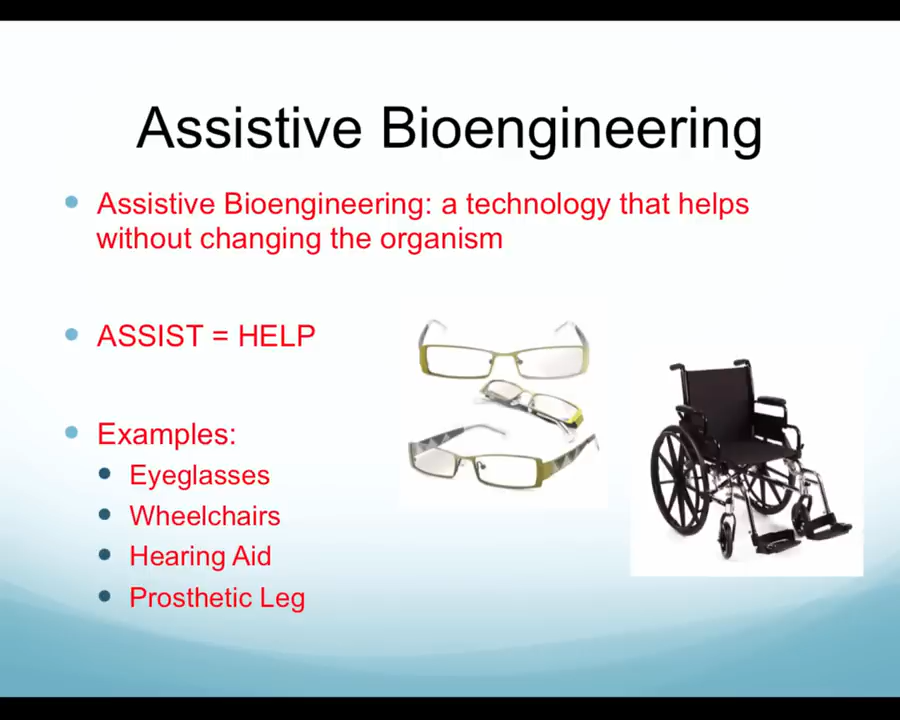 Assistive Bioengineering
Assistive Bioengineering: a technology that helps
without changing the organism
ASSIST = HELP
Examples:
Eyeglasses
Wheelchairs
Hearing Aid
Prosthetic Leg